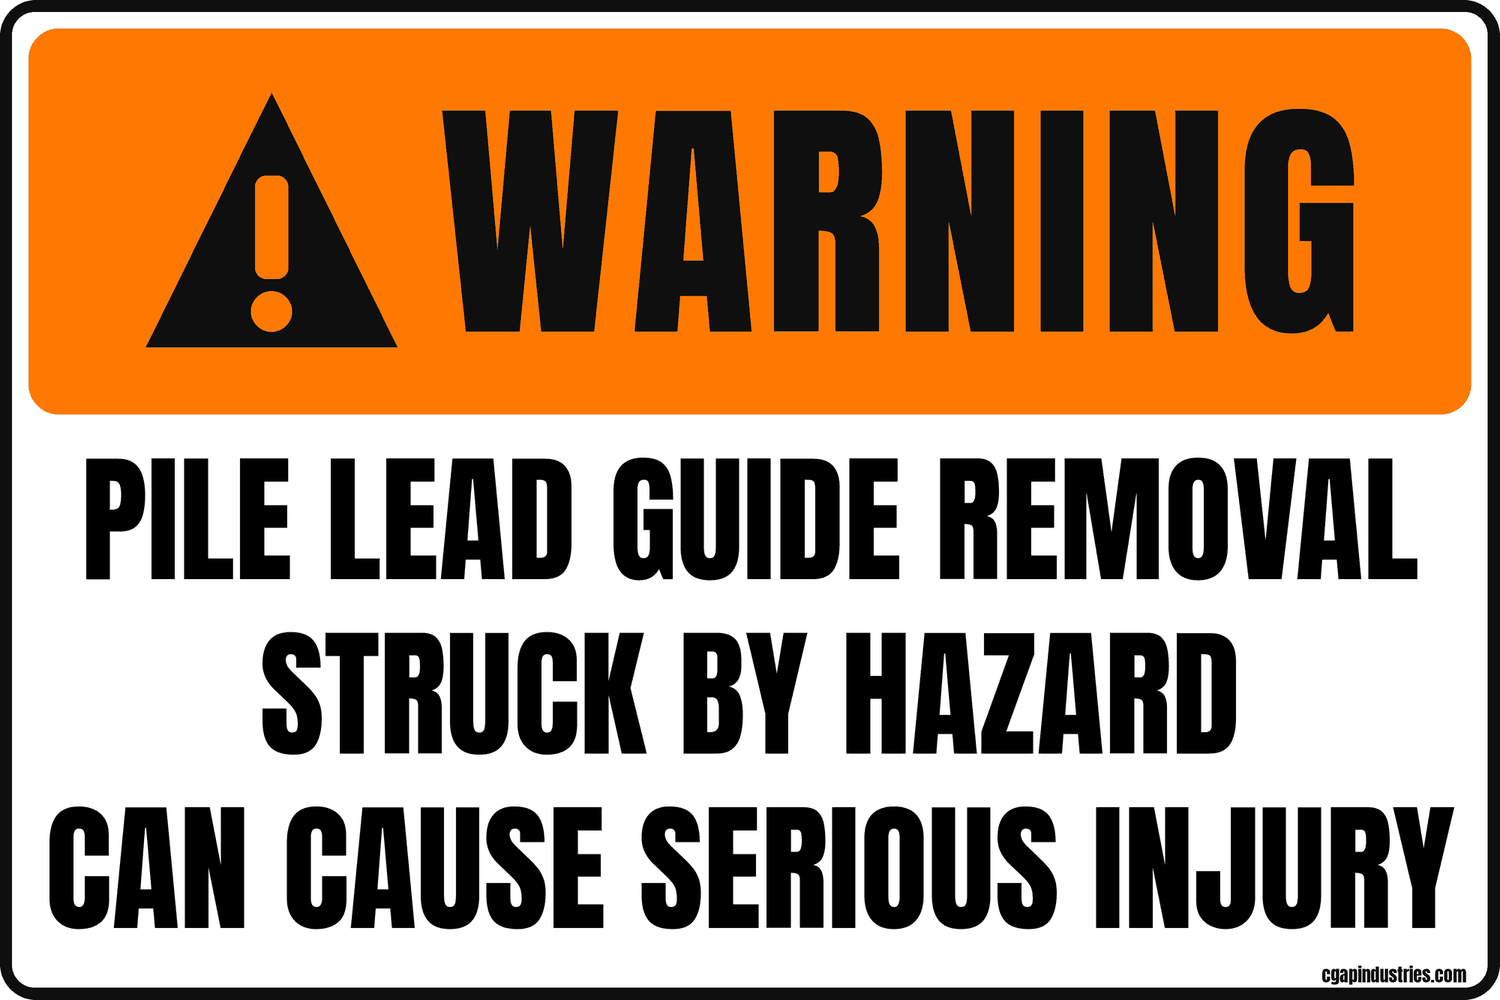 WARNING
PILE LEAD GUIDE REMOVAL
STRUCK BY HAZARD
CAN CAUSE SERIOUS INJURY
cgapindustries.com